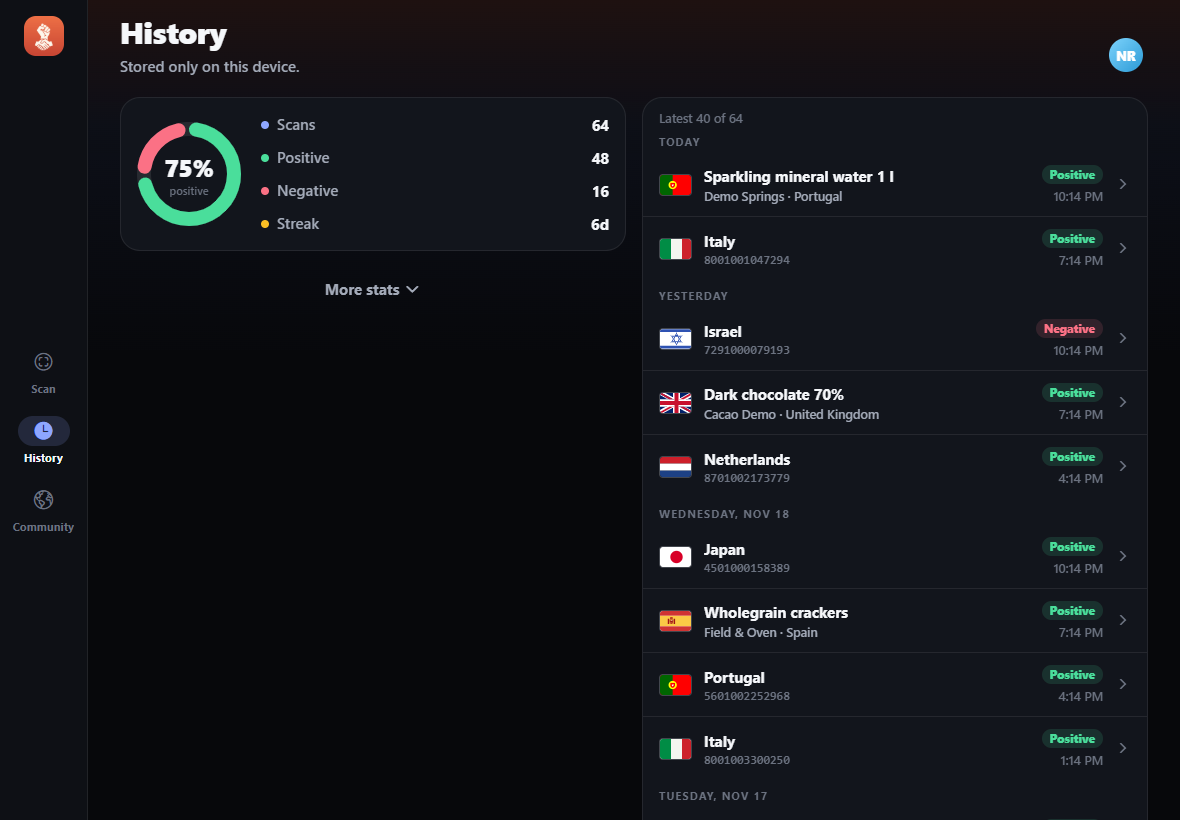 History
Stored only on this device.
NR
75%
positive
Scans 64
Positive 48
Negative 16
Streak 6d
More stats
Scan
History
Community
Latest 40 of 64
TODAY
Sparkling mineral water 1 l
Demo Springs · Portugal
Positive
10:14 PM
Italy
8001001047294
Positive
7:14 PM
YESTERDAY
Israel
7291000079193
Negative
10:14 PM
Dark chocolate 70%
Cacao Demo · United Kingdom
Positive
7:14 PM
Netherlands
8701002173779
Positive
4:14 PM
WEDNESDAY, NOV 18
Japan
4501000158389
Positive
10:14 PM
Wholegrain crackers
Field & Oven · Spain
Positive
7:14 PM
Portugal
5601002252968
Positive
4:14 PM
Italy
8001003300250
Positive
1:14 PM
TUESDAY, NOV 17